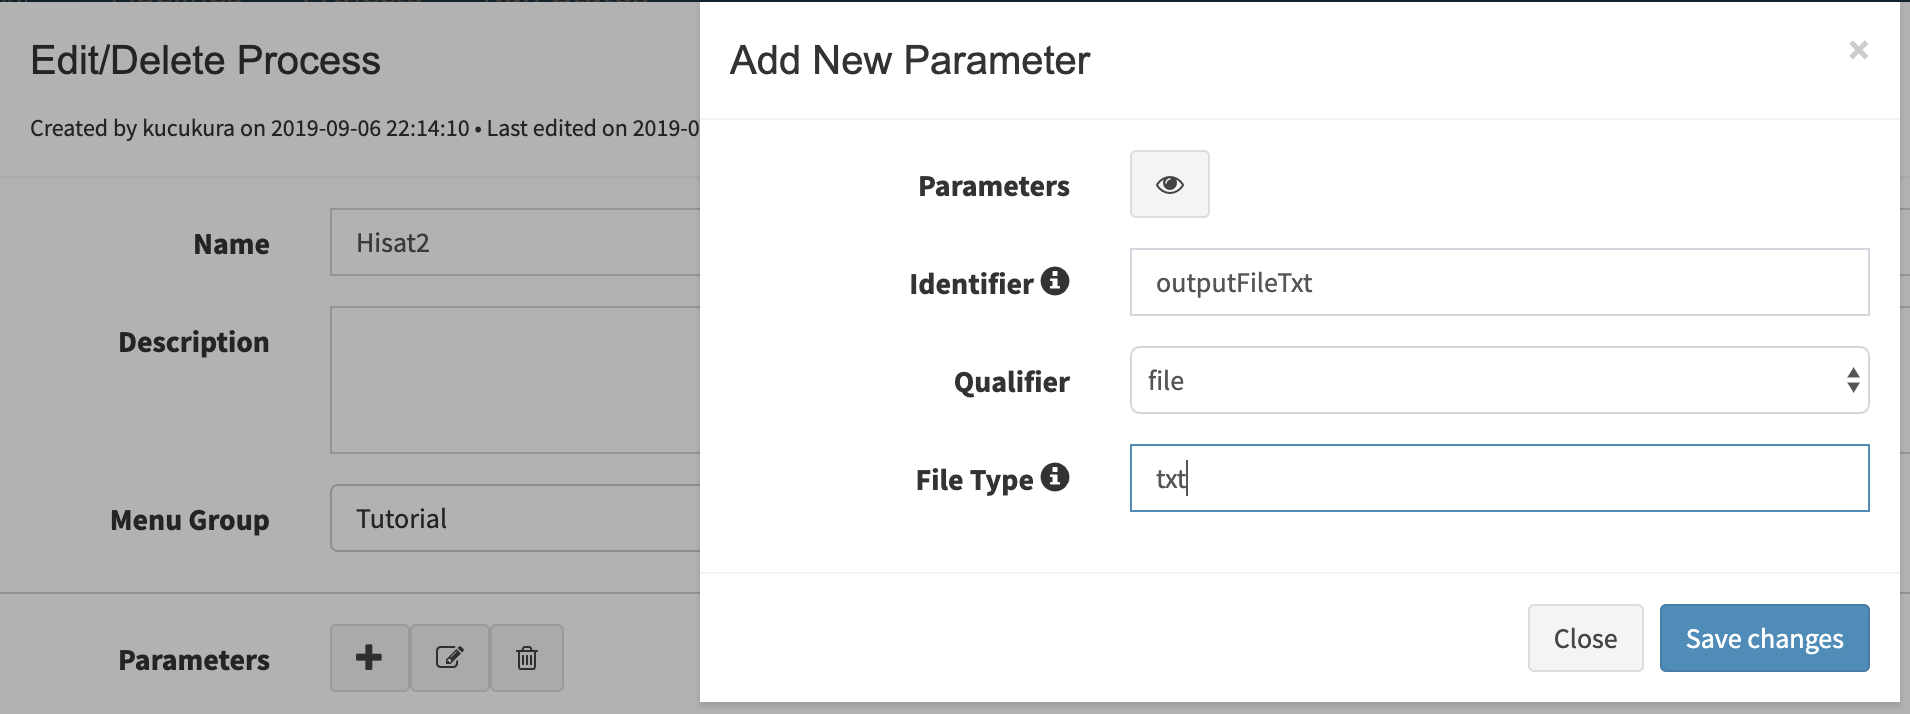 Edit/Delete Process
Created by kucukura on 2019-09-06 22:14:10 • Last edited on 2019-0
Name
Hisat2
Description
Menu Group
Tutorial
Parameters
Add New Parameter
×
Parameters
Identifier
outputFileTxt
Qualifier
file
File Type
txt
Close
Save changes